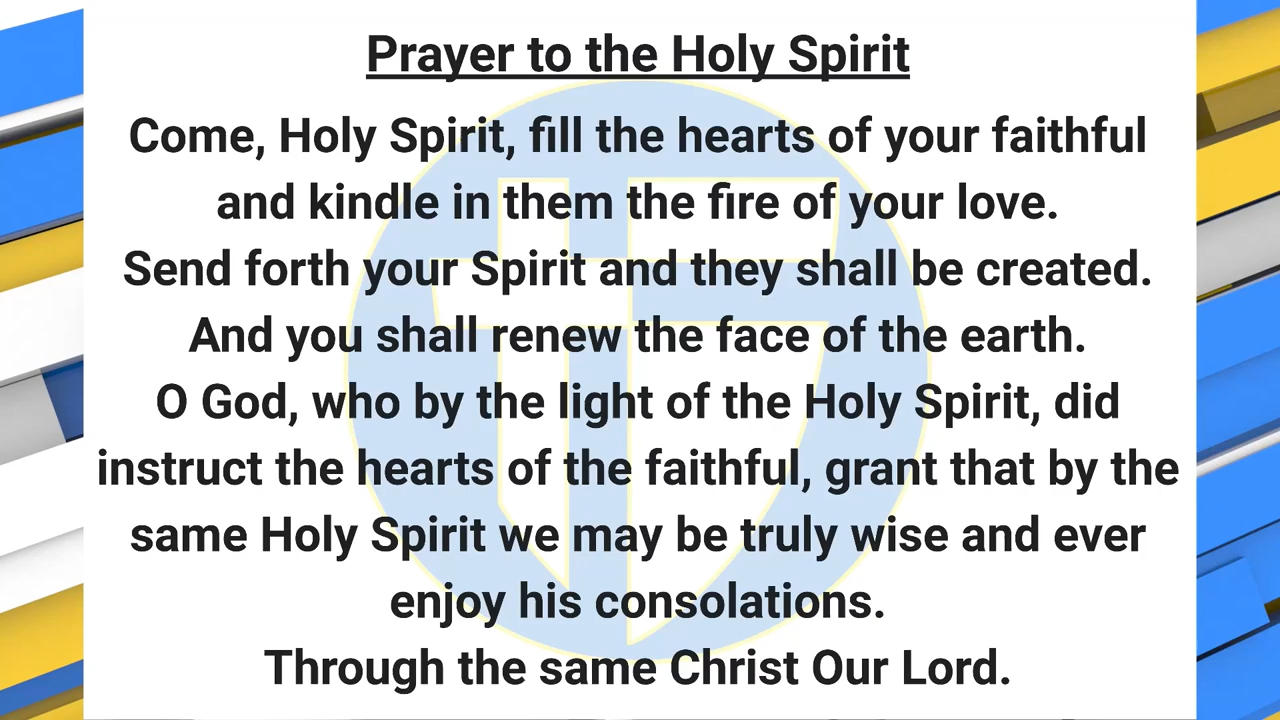 Prayer to the Holy Spirit
Come, Holy Spirit, fill the hearts of your faithful
and kindle in them the fire of your love.
Send forth your Spirit and they shall be created.
And you shall renew the face of the earth.
O God, who by the light of the Holy Spirit, did
instruct the hearts of the faithful, grant that by the
same Holy Spirit we may be truly wise and ever
enjoy his consolations.
Through the same Christ Our Lord.